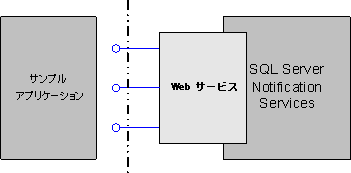 サンプル
アプリケーション
Web サービス
SQL Server
Notification
Services